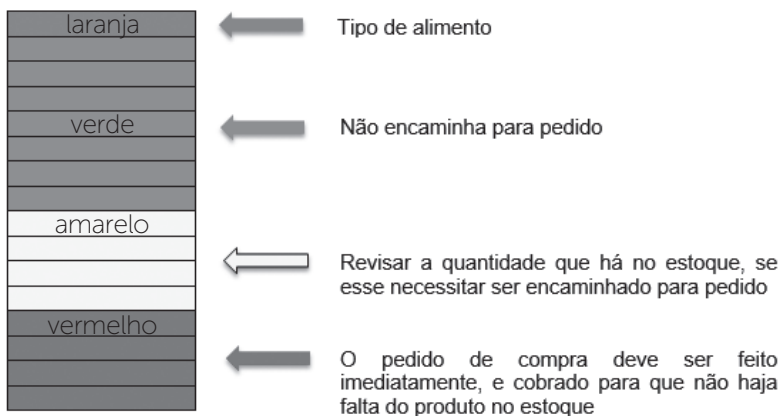 laranja
Tipo de alimento
verde
Não encaminha para pedido
amarelo
Revisar a quantidade que há no estoque, se
esse necessitar ser encaminhado para pedido
vermelho
O pedido de compra deve ser feito
imediatamente, e cobrado para que não haja
falta do produto no estoque